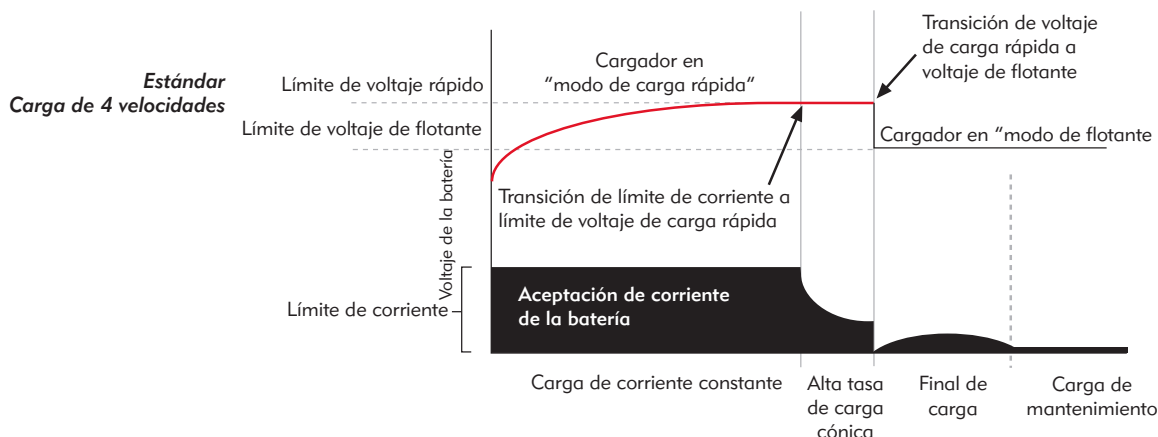 Estándar
Carga de 4 velocidades
Límite de voltaje rápido
Límite de voltaje de flotante
Voltaje de la batería
Límite de corriente
Cargador en
"modo de carga rápida"
Transición de voltaje
de carga rápida a
voltaje de flotante
Cargador en "modo de flotante
Transición de límite de corriente a
límite de voltaje de carga rápida
Aceptación de corriente
de la batería
Carga de corriente constante
Alta tasa
de carga
cónica
Final de
carga
Carga de
mantenimiento